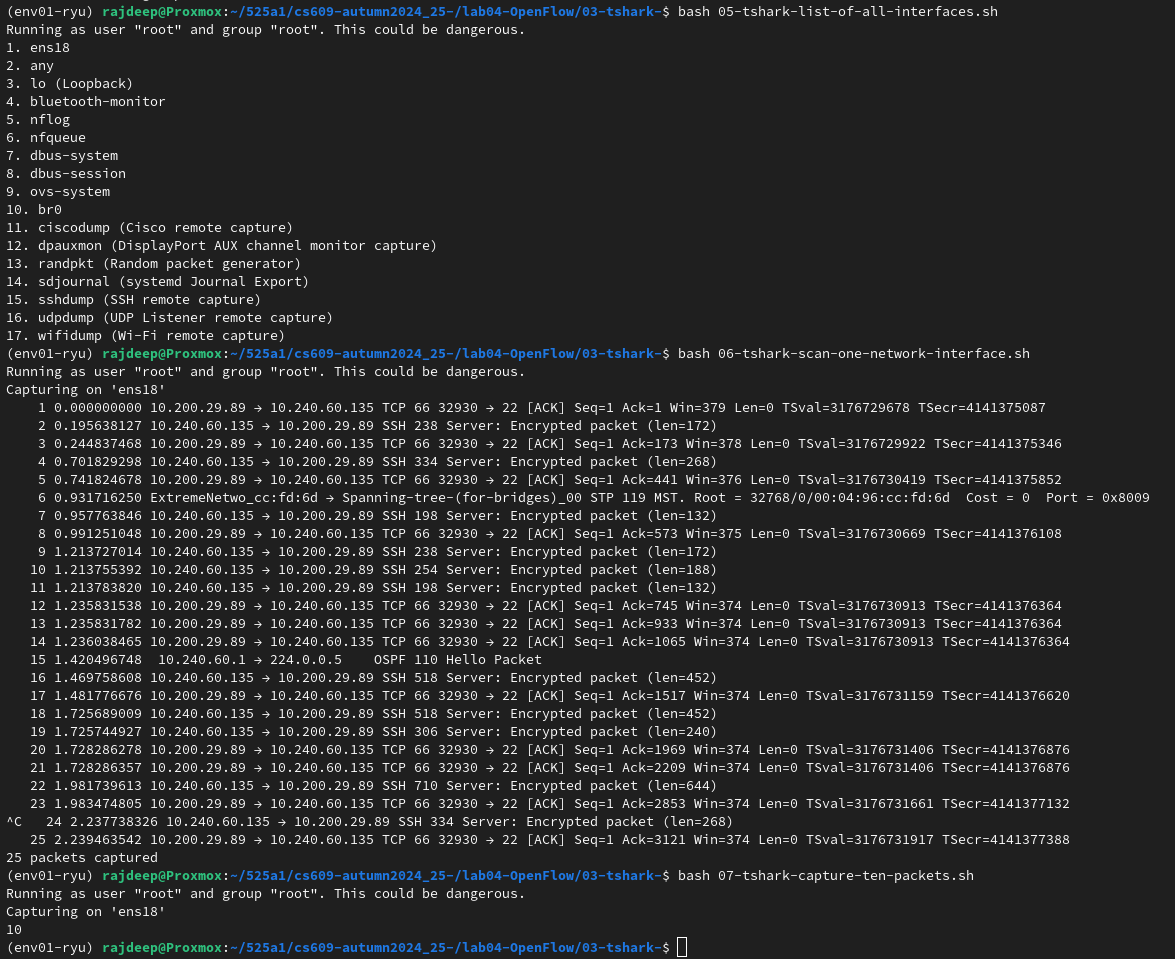 (env01-ryu) rajdeep@Proxmox:~/525a1/cs609-autumn2024_25-/lab04-OpenFlow/03-tshark-$ bash 05-tshark-list-of-all-interfaces.sh
Running as user "root" and group "root". This could be dangerous.
1. ens18
2. any
3. lo (Loopback)
4. bluetooth-monitor
5. nflog
6. nfqueue
7. dbus-system
8. dbus-session
9. ovs-system
10. br0
11. ciscodump (Cisco remote capture)
12. dpauxmon (DisplayPort AUX channel monitor capture)
13. randpkt (Random packet generator)
14. sdjournal (systemd Journal Export)
15. sshdump (SSH remote capture)
16. udpdump (UDP Listener remote capture)
17. wifidump (Wi-Fi remote capture)
(env01-ryu) rajdeep@Proxmox:~/525a1/cs609-autumn2024_25-/lab04-OpenFlow/03-tshark-$ bash 06-tshark-scan-one-network-interface.sh
Running as user "root" and group "root". This could be dangerous.
Capturing on 'ens18'
    1 0.000000000 10.200.29.89 → 10.240.60.135 TCP 66 32930 → 22 [ACK] Seq=1 Ack=1 Win=379 Len=0 TSval=3176729678 TSecr=4141375087
    2 0.195638127 10.240.60.135 → 10.200.29.89 SSH 238 Server: Encrypted packet (len=172)
    3 0.244837468 10.200.29.89 → 10.240.60.135 TCP 66 32930 → 22 [ACK] Seq=1 Ack=173 Win=378 Len=0 TSval=3176729922 TSecr=4141375346
    4 0.701829298 10.240.60.135 → 10.200.29.89 SSH 334 Server: Encrypted packet (len=268)
    5 0.741824678 10.200.29.89 → 10.240.60.135 TCP 66 32930 → 22 [ACK] Seq=1 Ack=441 Win=376 Len=0 TSval=3176730419 TSecr=4141375852
    6 0.931716250 ExtremeNetwo_cc:fd:6d → Spanning-tree-(for-bridges)_00 STP 119 MST. Root = 32768/0/00:04:96:cc:fd:6d  Cost = 0  Port = 0x8009
    7 0.957763846 10.240.60.135 → 10.200.29.89 SSH 198 Server: Encrypted packet (len=132)
    8 0.991251048 10.200.29.89 → 10.240.60.135 TCP 66 32930 → 22 [ACK] Seq=1 Ack=573 Win=375 Len=0 TSval=3176730669 TSecr=4141376108
    9 1.213727014 10.240.60.135 → 10.200.29.89 SSH 238 Server: Encrypted packet (len=172)
   10 1.213755392 10.240.60.135 → 10.200.29.89 SSH 254 Server: Encrypted packet (len=188)
   11 1.213783820 10.240.60.135 → 10.200.29.89 SSH 198 Server: Encrypted packet (len=132)
   12 1.235831538 10.200.29.89 → 10.240.60.135 TCP 66 32930 → 22 [ACK] Seq=1 Ack=745 Win=374 Len=0 TSval=3176730913 TSecr=4141376364
   13 1.235831782 10.200.29.89 → 10.240.60.135 TCP 66 32930 → 22 [ACK] Seq=1 Ack=933 Win=374 Len=0 TSval=3176730913 TSecr=4141376364
   14 1.236038465 10.200.29.89 → 10.240.60.135 TCP 66 32930 → 22 [ACK] Seq=1 Ack=1065 Win=374 Len=0 TSval=3176730913 TSecr=4141376364
   15 1.420496748  10.240.60.1 → 224.0.0.5    OSPF 110 Hello Packet
   16 1.469758608 10.240.60.135 → 10.200.29.89 SSH 518 Server: Encrypted packet (len=452)
   17 1.481776676 10.200.29.89 → 10.240.60.135 TCP 66 32930 → 22 [ACK] Seq=1 Ack=1517 Win=374 Len=0 TSval=3176731159 TSecr=4141376620
   18 1.725689009 10.240.60.135 → 10.200.29.89 SSH 518 Server: Encrypted packet (len=452)
   19 1.725744927 10.240.60.135 → 10.200.29.89 SSH 306 Server: Encrypted packet (len=240)
   20 1.728286278 10.200.29.89 → 10.240.60.135 TCP 66 32930 → 22 [ACK] Seq=1 Ack=1969 Win=374 Len=0 TSval=3176731406 TSecr=4141376876
   21 1.728286357 10.200.29.89 → 10.240.60.135 TCP 66 32930 → 22 [ACK] Seq=1 Ack=2209 Win=374 Len=0 TSval=3176731406 TSecr=4141376876
   22 1.981739613 10.240.60.135 → 10.200.29.89 SSH 710 Server: Encrypted packet (len=644)
   23 1.983474805 10.200.29.89 → 10.240.60.135 TCP 66 32930 → 22 [ACK] Seq=1 Ack=2853 Win=374 Len=0 TSval=3176731661 TSecr=4141377132
^C   24 2.237738326 10.240.60.135 → 10.200.29.89 SSH 334 Server: Encrypted packet (len=268)
   25 2.239463542 10.200.29.89 → 10.240.60.135 TCP 66 32930 → 22 [ACK] Seq=1 Ack=3121 Win=374 Len=0 TSval=3176731917 TSecr=4141377388
25 packets captured
(env01-ryu) rajdeep@Proxmox:~/525a1/cs609-autumn2024_25-/lab04-OpenFlow/03-tshark-$ bash 07-tshark-capture-ten-packets.sh
Running as user "root" and group "root". This could be dangerous.
Capturing on 'ens18'
10
(env01-ryu) rajdeep@Proxmox:~/525a1/cs609-autumn2024_25-/lab04-OpenFlow/03-tshark-$